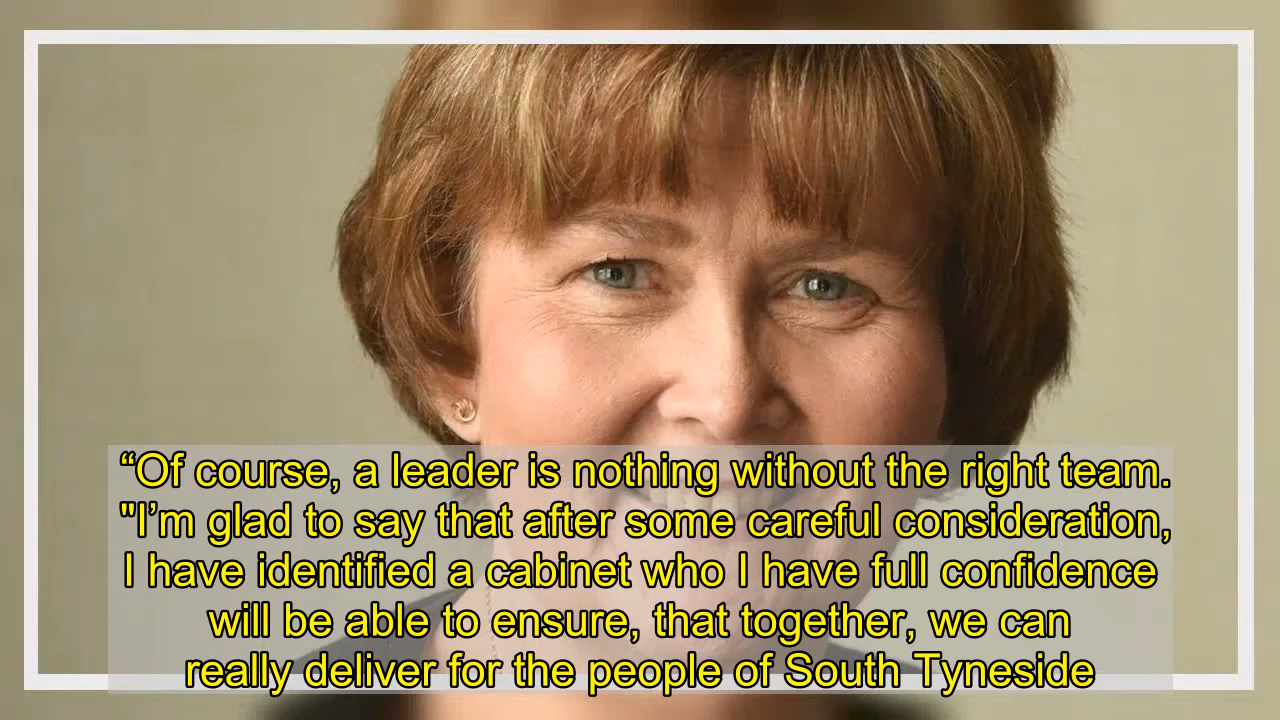 “Of course, a leader is nothing without the right team.
"I’m glad to say that after some careful consideration,
I have identified a cabinet who I have full confidence
will be able to ensure, that together, we can
really deliver for the people of South Tyneside